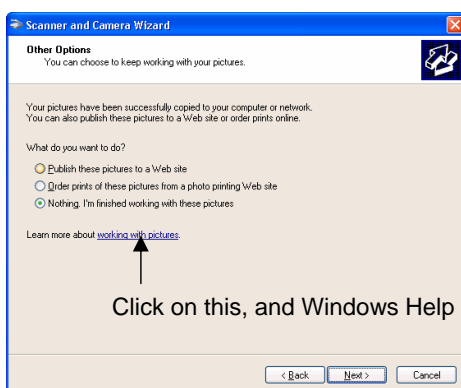 Scanner and Camera Wizard
Other Options
You can choose to keep working with your pictures.
Your pictures have been successfully copied to your computer or network.
You can also publish these pictures to a Web site or order prints online.
What do you want to do?
Publish these pictures to a Web site
Order prints of these pictures from a photo printing Web site
Nothing. I'm finished working with these pictures
Learn more about working with pictures.
Click on this, and Windows Help
< Back Next > Cancel